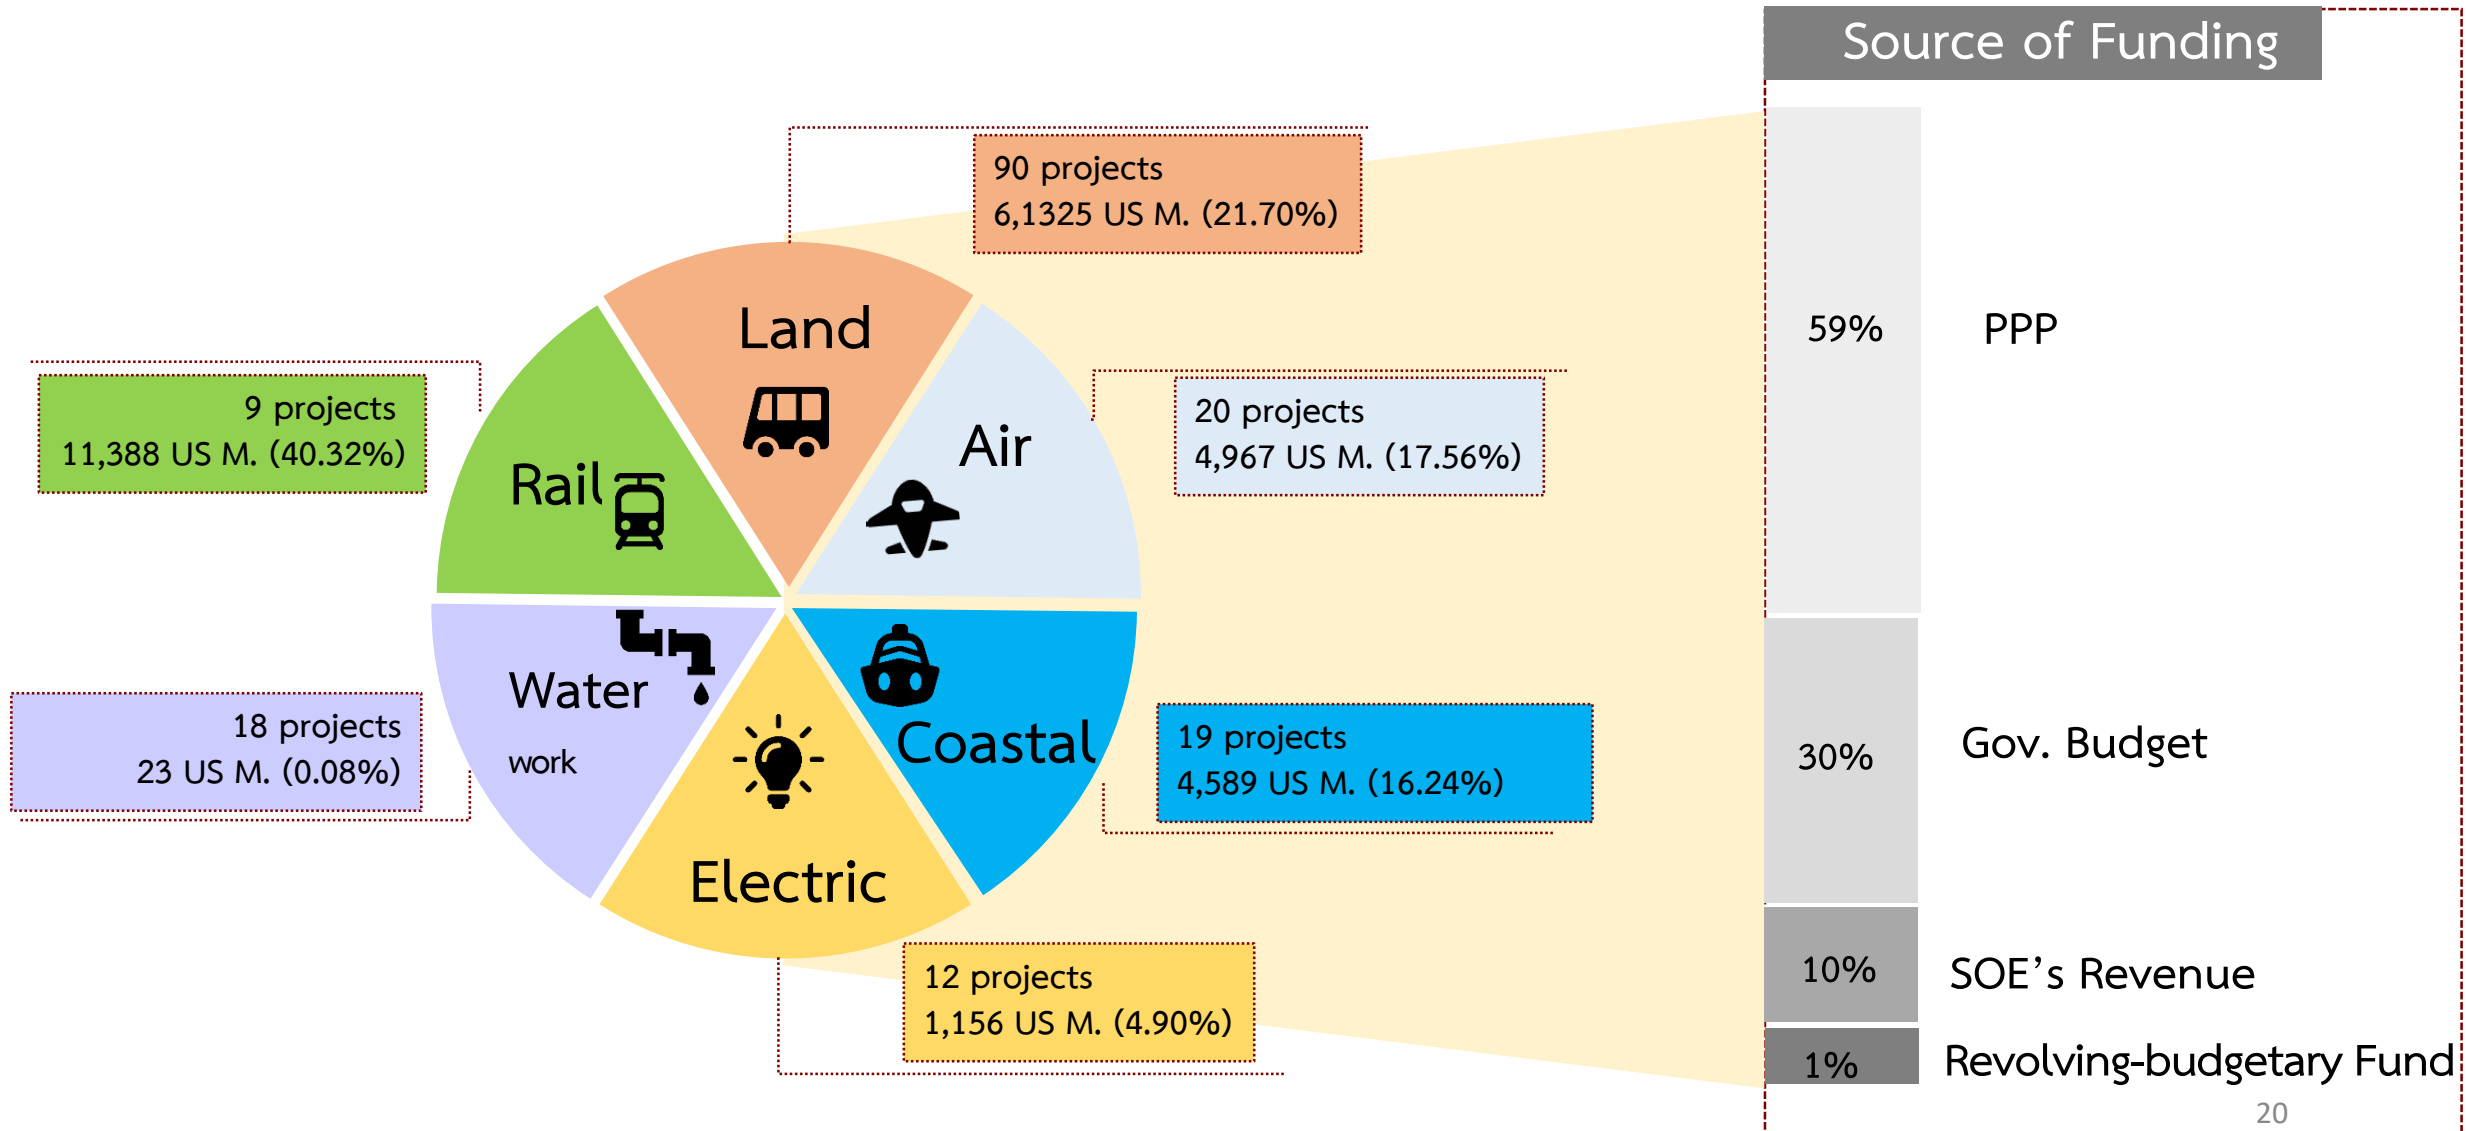 Source of Funding
90 projects
6,1325 US M. (21.70%)
Land
9 projects
11,388 US M. (40.32%)
Rail
Air
20 projects
4,967 US M. (17.56%)
18 projects
23 US M. (0.08%)
Water
work
Coastal
19 projects
4,589 US M. (16.24%)
Electric
12 projects
1,156 US M. (4.90%)
59%
PPP
30%
Gov. Budget
10%
SOE’s Revenue
1%
Revolving-budgetary Fund
20